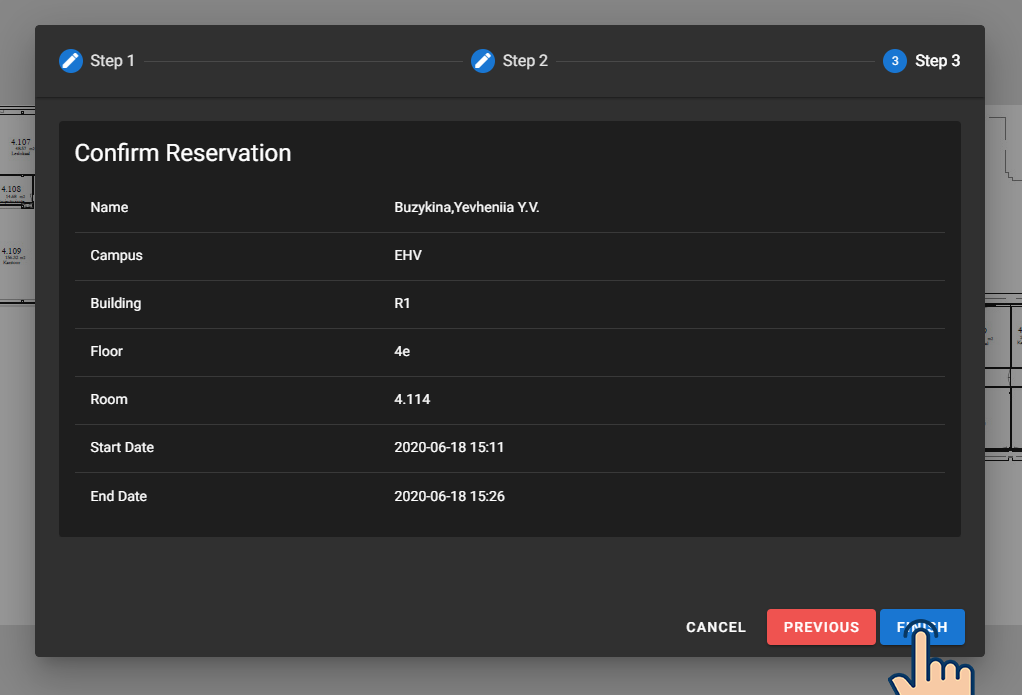 Step 1
Step 2
3 Step 3
Confirm Reservation
Name Buzykina,Yevheniia Y.V.
Campus EHV
Building R1
Floor 4e
Room 4.114
Start Date 2020-06-18 15:11
End Date 2020-06-18 15:26
CANCEL PREVIOUS FINISH
4.107
4.108
4.109